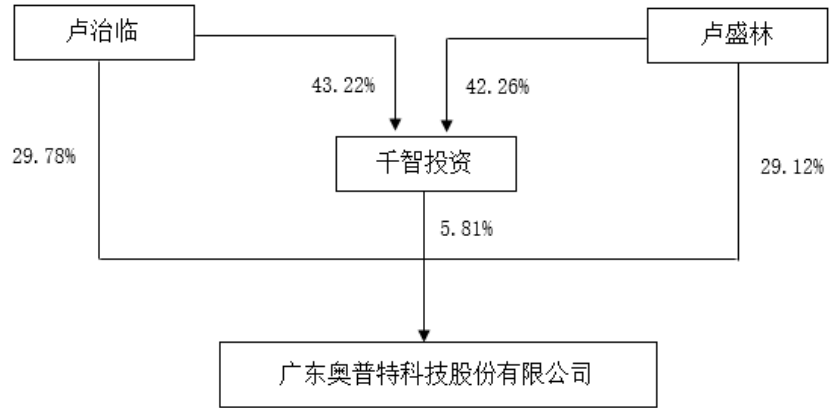 卢治临
卢盛林
43.22%
42.26%
千智投资
29.78%
29.12%
5.81%
广东奥普特科技股份有限公司